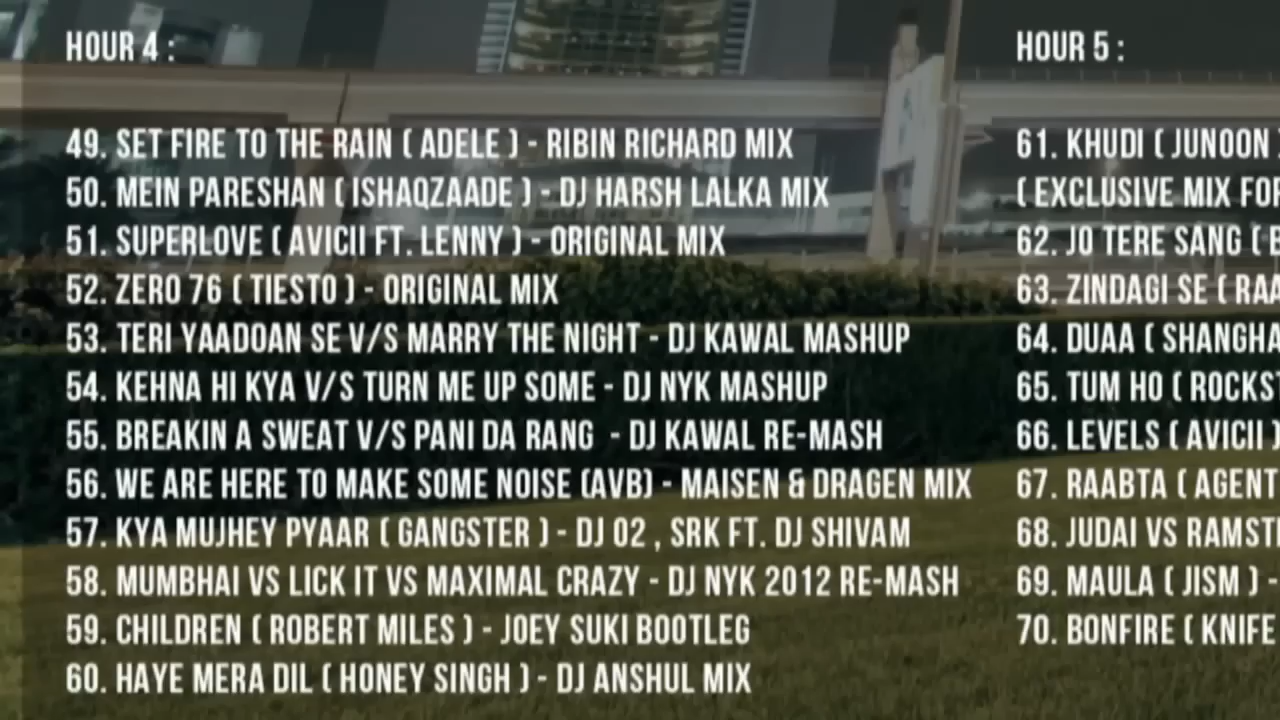 HOUR 4 :
49. SET FIRE TO THE RAIN ( ADELE ) - RIBIN RICHARD MIX
50. MEIN PARESHAN ( ISHAQZAADE ) - DJ HARSH LALKA MIX
51. SUPERLOVE ( AVICII FT. LENNY ) - ORIGINAL MIX
52. ZERO 76 ( TIESTO ) - ORIGINAL MIX
53. TERI YAADOAN SE V/S MARRY THE NIGHT - DJ KAWAL MASHUP
54. KEHNA HI KYA V/S TURN ME UP SOME - DJ NYK MASHUP
55. BREAKIN A SWEAT V/S PANI DA RANG - DJ KAWAL RE-MASH
56. WE ARE HERE TO MAKE SOME NOISE (AVB) - MAISEN & DRAGEN MIX
57. KYA MUJHEY PYAAR ( GANGSTER ) - DJ O2 , SRK FT. DJ SHIVAM
58. MUMBHAI VS LICK IT VS MAXIMAL CRAZY - DJ NYK 2012 RE-MASH
59. CHILDREN ( ROBERT MILES ) - JOEY SUKI BOOTLEG
60. HAYE MERA DIL ( HONEY SINGH ) - DJ ANSHUL MIX
HOUR 5 :
61. KHUDI ( JUNOON
( EXCLUSIVE MIX FOR
62. JO TERE SANG ( B
63. ZINDAGI SE ( RAA
64. DUAA ( SHANGHA
65. TUM HO ( ROCKST
66. LEVELS ( AVICII )
67. RAABTA ( AGENT
68. JUDAI VS RAMST
69. MAULA ( JISM ) -
70. BONFIRE ( KNIFE